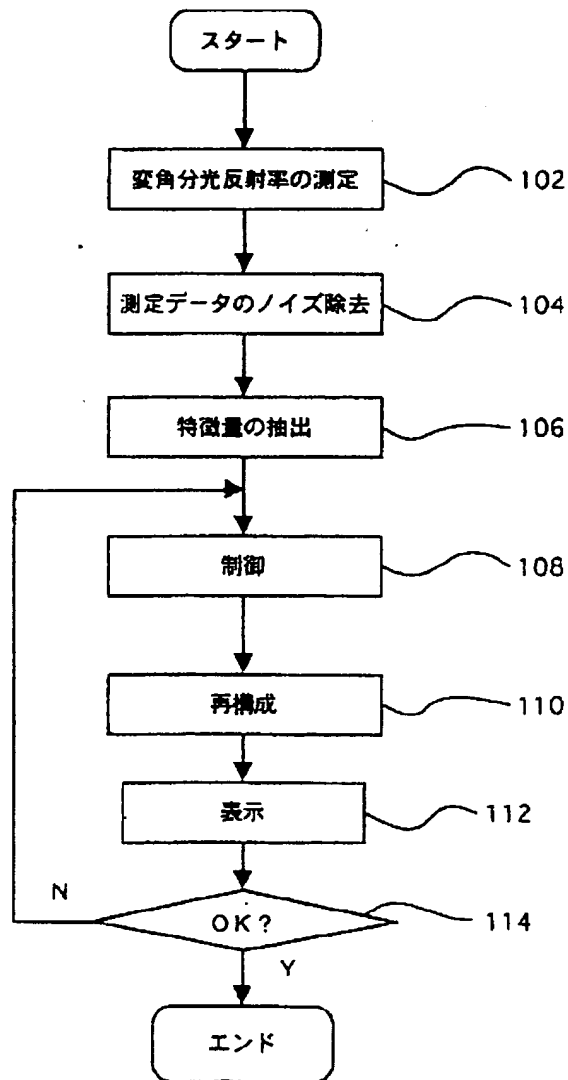 スタート
変角分光反射率の測定
102
測定データのノイズ除去
104
特徴量の抽出
106
制御
108
再構成
110
表示
112
N
OK?
114
Y
エンド